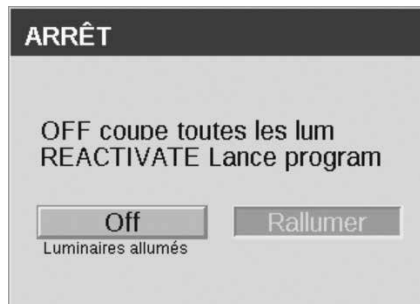 ARRÊT
OFF coupe toutes les lum
REACTIVATE Lance program
Off
Rallumer
Luminaires allumés